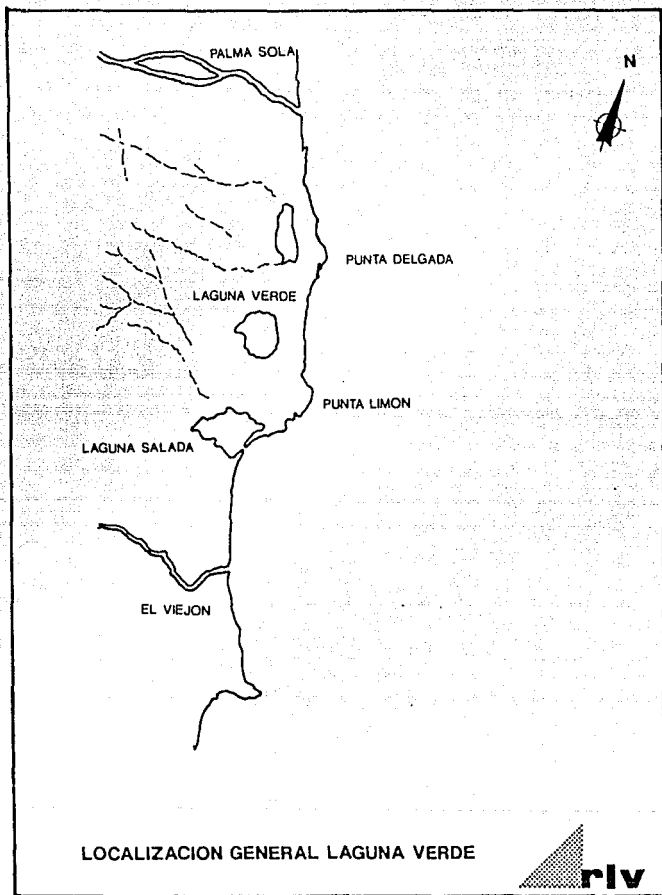 PALMA SOLA
N
PUNTA DELGADA
LAGUNA VERDE
PUNTA LIMON
LAGUNA SALADA
EL VIEJON
LOCALIZACION GENERAL LAGUNA VERDE
rlv